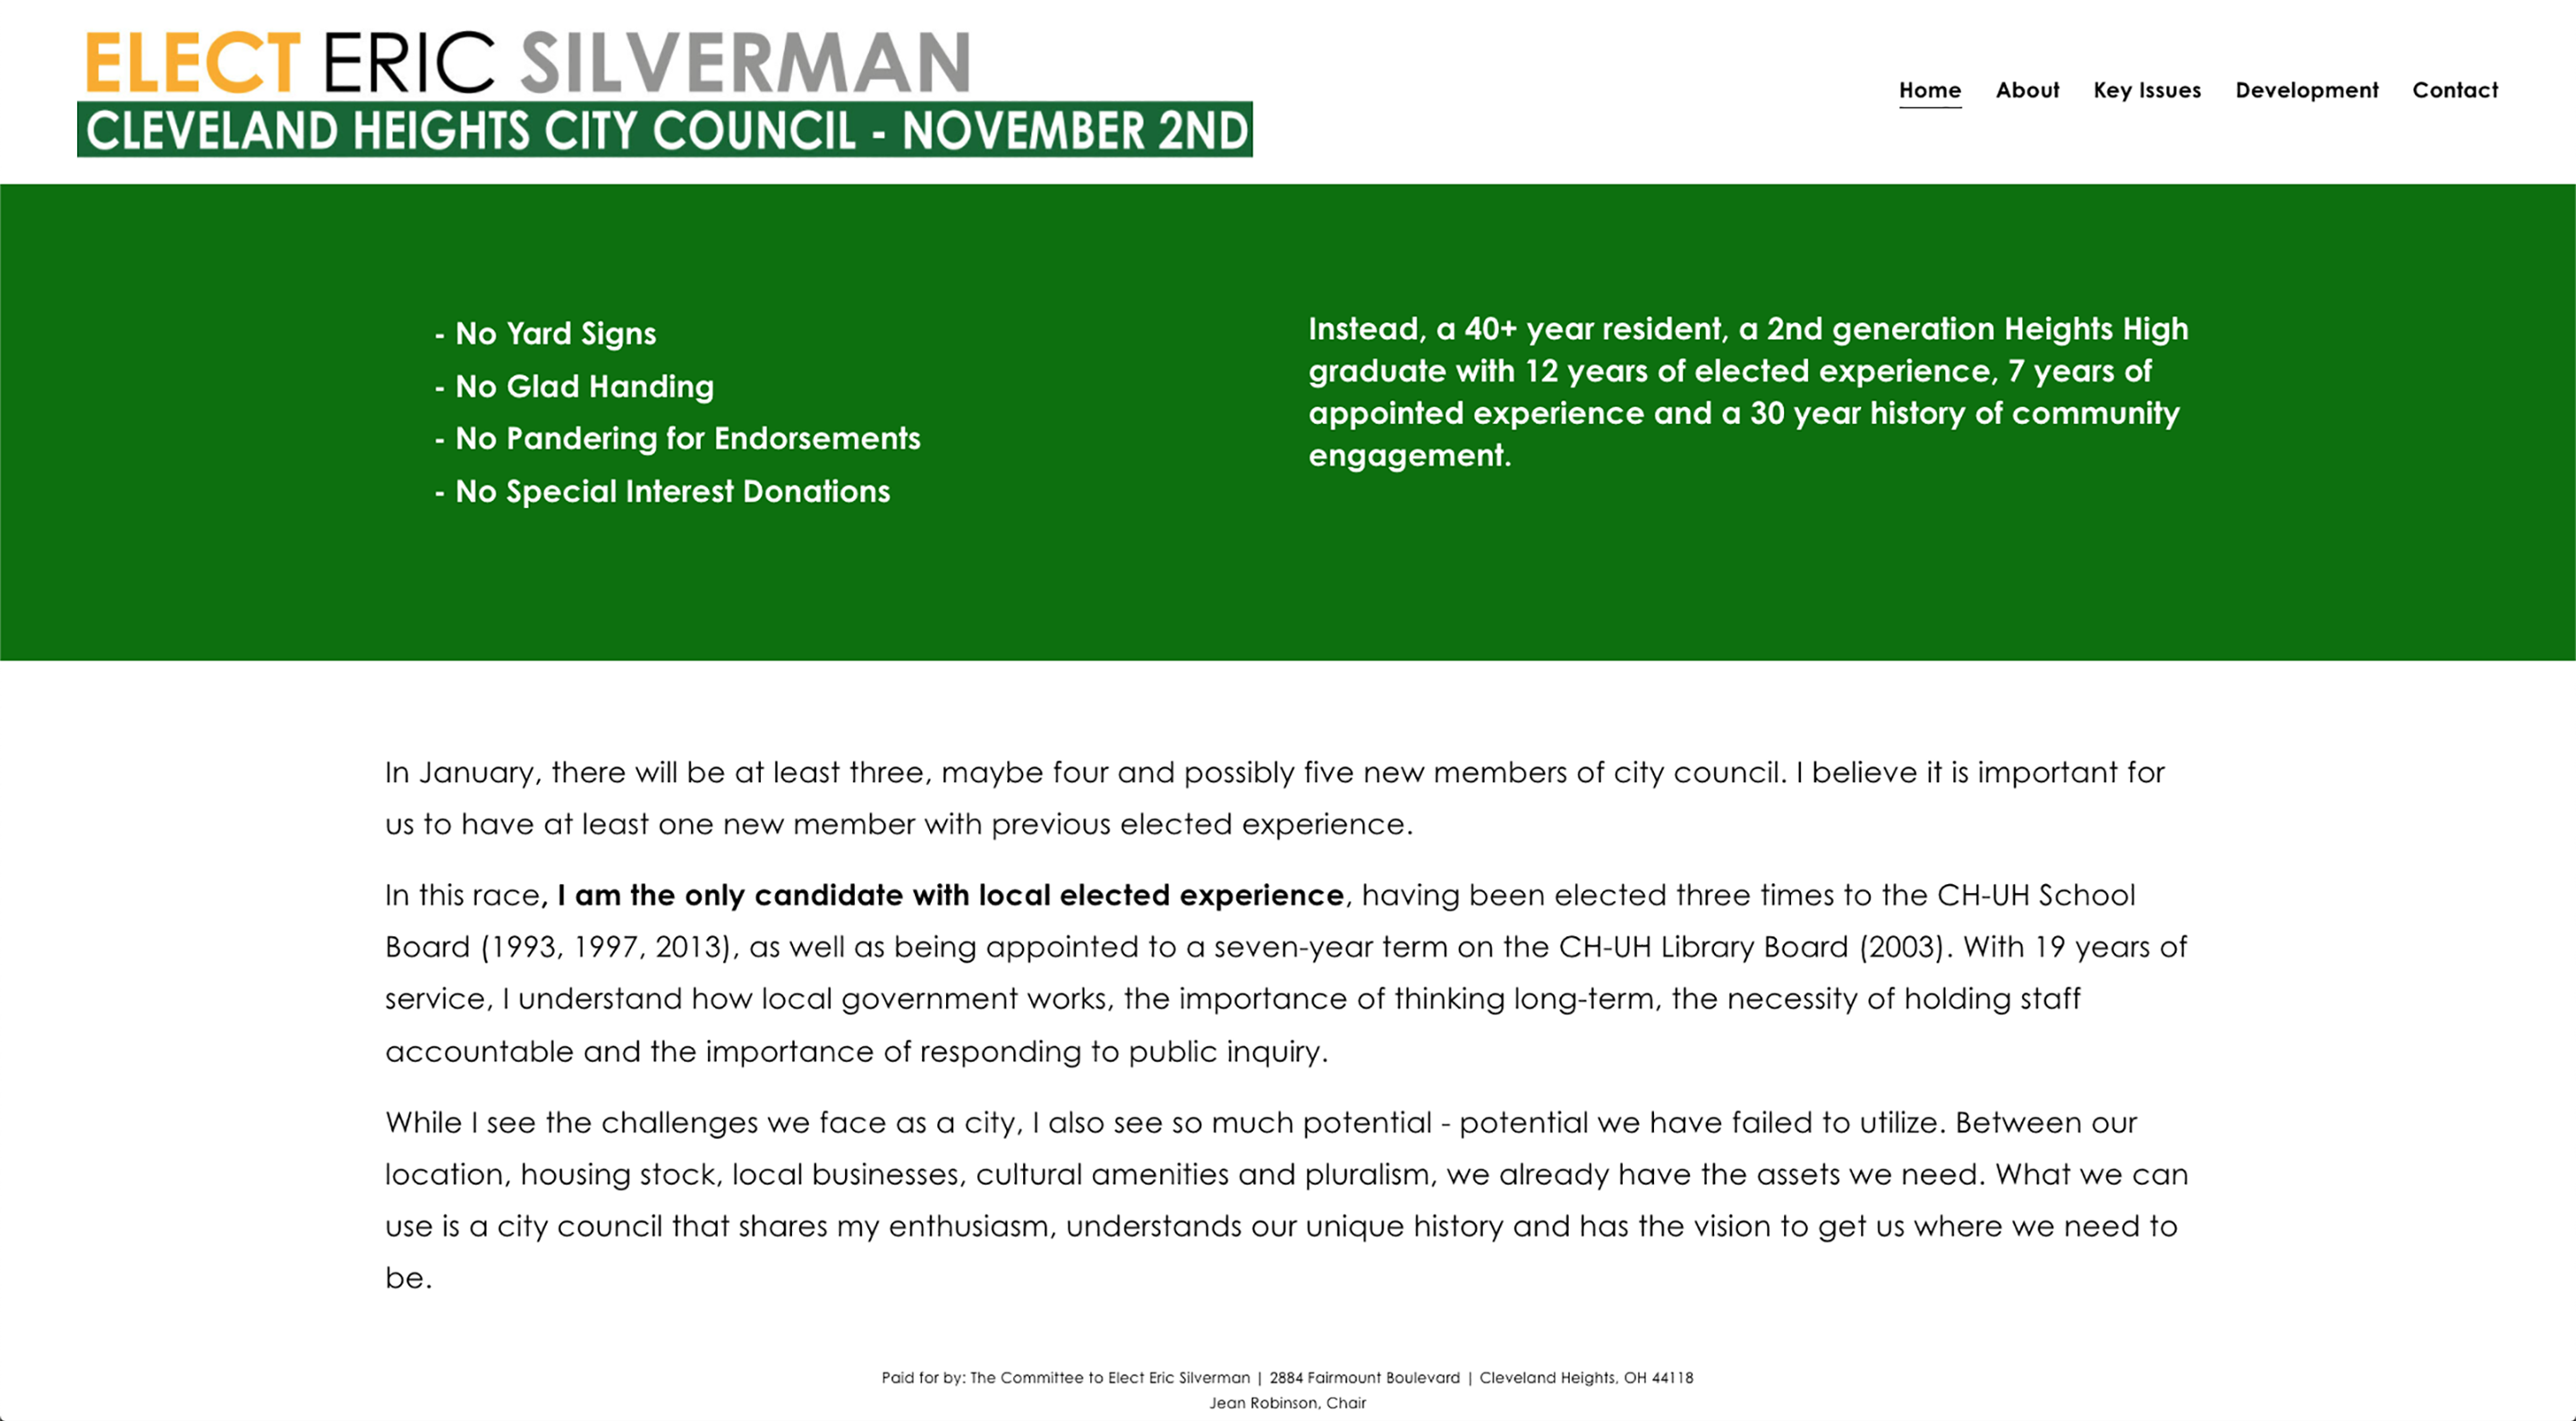 ELECT ERIC SILVERMAN
CLEVELAND HEIGHTS CITY COUNCIL - NOVEMBER 2ND
Home About Key Issues Development Contact
- No Yard Signs
- No Glad Handing
- No Pandering for Endorsements
- No Special Interest Donations
Instead, a 40+ year resident, a 2nd generation Heights High
graduate with 12 years of elected experience, 7 years of
appointed experience and a 30 year history of community
engagement.
In January, there will be at least three, maybe four and possibly five new members of city council. I believe it is important for
us to have at least one new member with previous elected experience.
In this race, I am the only candidate with local elected experience, having been elected three times to the CH-UH School
Board (1993, 1997, 2013), as well as being appointed to a seven-year term on the CH-UH Library Board (2003). With 19 years of
service, I understand how local government works, the importance of thinking long-term, the necessity of holding staff
accountable and the importance of responding to public inquiry.
While I see the challenges we face as a city, I also see so much potential - potential we have failed to utilize. Between our
location, housing stock, local businesses, cultural amenities and pluralism, we already have the assets we need. What we can
use is a city council that shares my enthusiasm, understands our unique history and has the vision to get us where we need to
be.
Paid for by: The Committee to Elect Eric Silverman | 2884 Fairmount Boulevard | Cleveland Heights, OH 44118
Jean Robinson, Chair